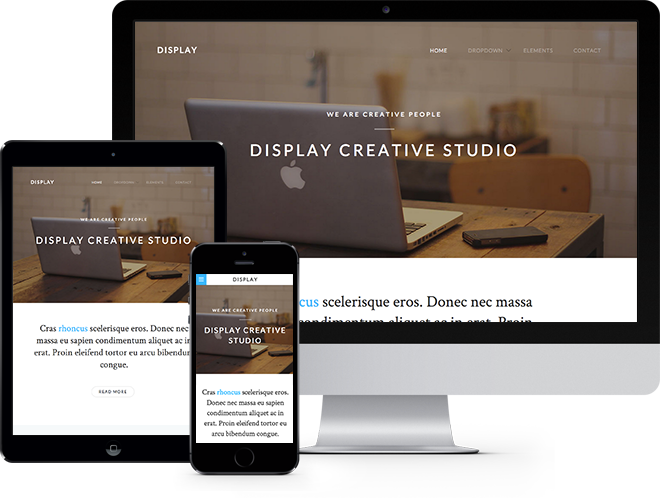 DISPLAY
HOME DROPDOWN ELEMENTS CONTACT
WE ARE CREATIVE PEOPLE
DISPLAY CREATIVE STUDIO
cus scelerisque eros. Donec nec massa
condimentum aliquet ac in erat. Proin
DISPLAY
HOME DROPDOWN ELEMENTS CONTACT
WE ARE CREATIVE PEOPLE
DISPLAY CREATIVE STUDIO
Cras rhoncus scelerisque eros. Donec nec
massa eu sapien condimentum aliquet ac in
erat. Proin eleifend tortor eu arcu bibendum
congue.
READ MORE
DISPLAY
WE ARE CREATIVE PEOPLE
DISPLAY CREATIVE
STUDIO
Cras rhoncus scelerisque eros.
Donec nec massa eu sapien
condimentum aliquet ac in
erat. Proin eleifend tortor eu
arcu bibendum congue.